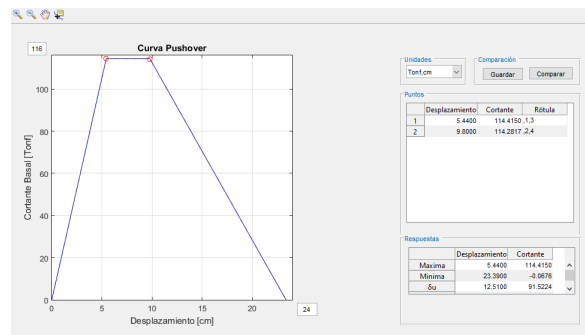 116
Curva Pushover
100
80
60
40
20
0
Cortante Basal [Tonf]
0 5 10 15 20
24
Desplazamiento [cm]
Unidades
Tonf,cm
Comparación
Guardar Comparar
Puntos
Desplazamiento Cortante Rótula
1 5.4400 114.4150 ,1,3
2 9.8000 114.2817 ,2,4
Respuestas
Desplazamiento Cortante
Maxima 5.4400 114.4150
Minima 23.3900 -0.0676
δu 12.5100 91.5224